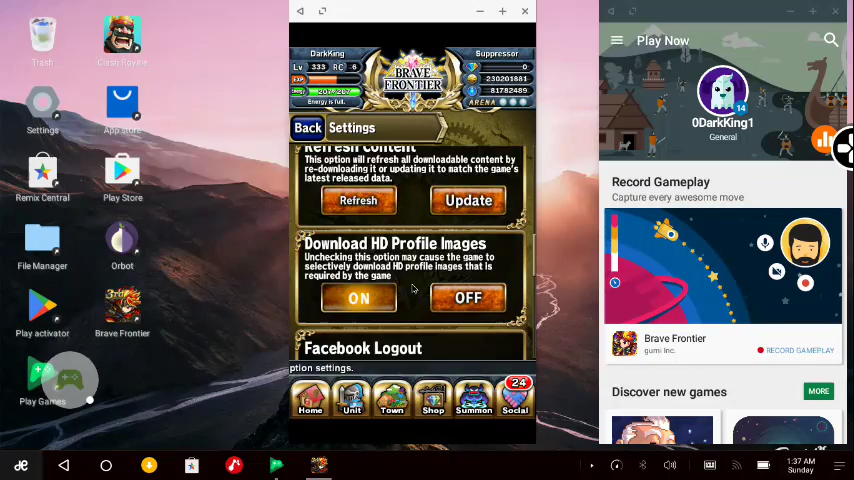 Trash
Clash Royale
Settings
App store
Remix Central
Play Store
File Manager
Orbot
Play activator
Brave Frontier
Play Games
DarkKing
Lv 333 RC 6
EXP
207/207
Energy is full.
BRAVE
FRONTIER
Suppressor
0
230201881
81782489
ARENA
Back
Settings
Refresh Content
This option will refresh all downloadable content by
re-downloading it or updating it to match the game's
latest released data.
Refresh
Update
Download HD Profile Images
Unchecking this option may cause the game to
selectively download HD profile images that is
required by the game
ON
OFF
Facebook Logout
ption settings.
24
Home
Unit
Town
Shop
Summon
Social
Play Now
14
0DarkKing1
General
Record Gameplay
Capture every awesome move
Brave Frontier
gumi Inc.
RECORD GAMEPLAY
Discover new games
MORE
1:37 AM
Sunday